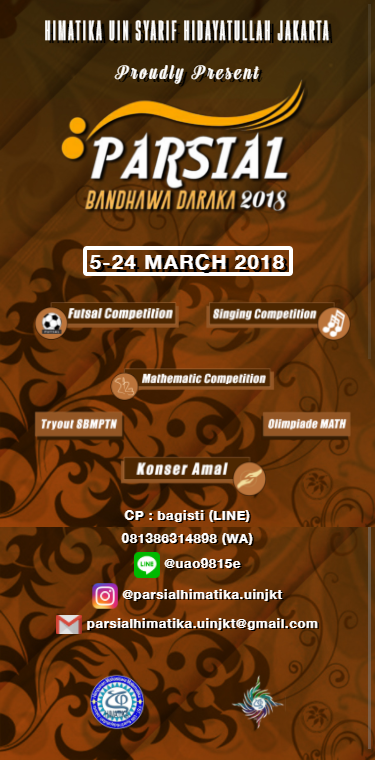 HIMATIKA UIN SYARIF HIDAYATULLAH JAKARTA
Proudly Present
PARSIAL
BANDHAWA DARAKA 2018
5-24 MARCH 2018
Futsal Competition
Singing Competition
Mathematic Competition
Tryout SBMPTN
Olimpiade MATH
Konser Amal
CP : bagisti (LINE)
081386314898 (WA)
LINE
@uao9815e
@parsialhimatika.uinjkt
parsialhimatika.uinjkt@gmail.com